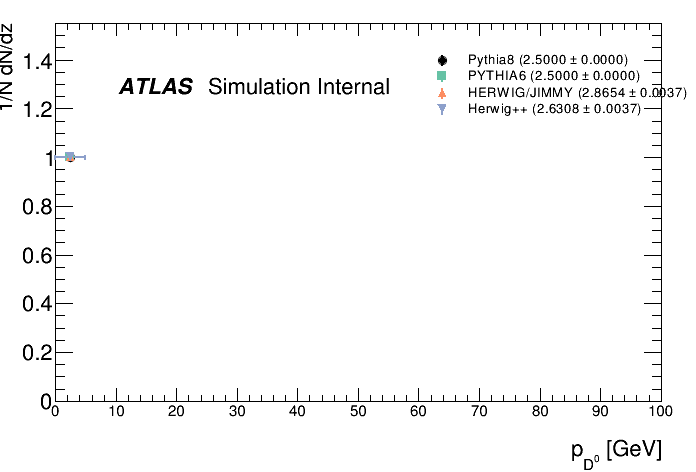 1/N dN/dz
1.4
1.2
1
0.8
0.6
0.4
0.2
0
ATLAS Simulation Internal
Pythia8 (2.5000 ± 0.0000)
PYTHIA6 (2.5000 ± 0.0000)
HERWIG/JIMMY (2.8654 ± 0.0037)
Herwig++ (2.6308 ± 0.0037)
0 10 20 30 40 50 60 70 80 90 100
p_D⁰ [GeV]